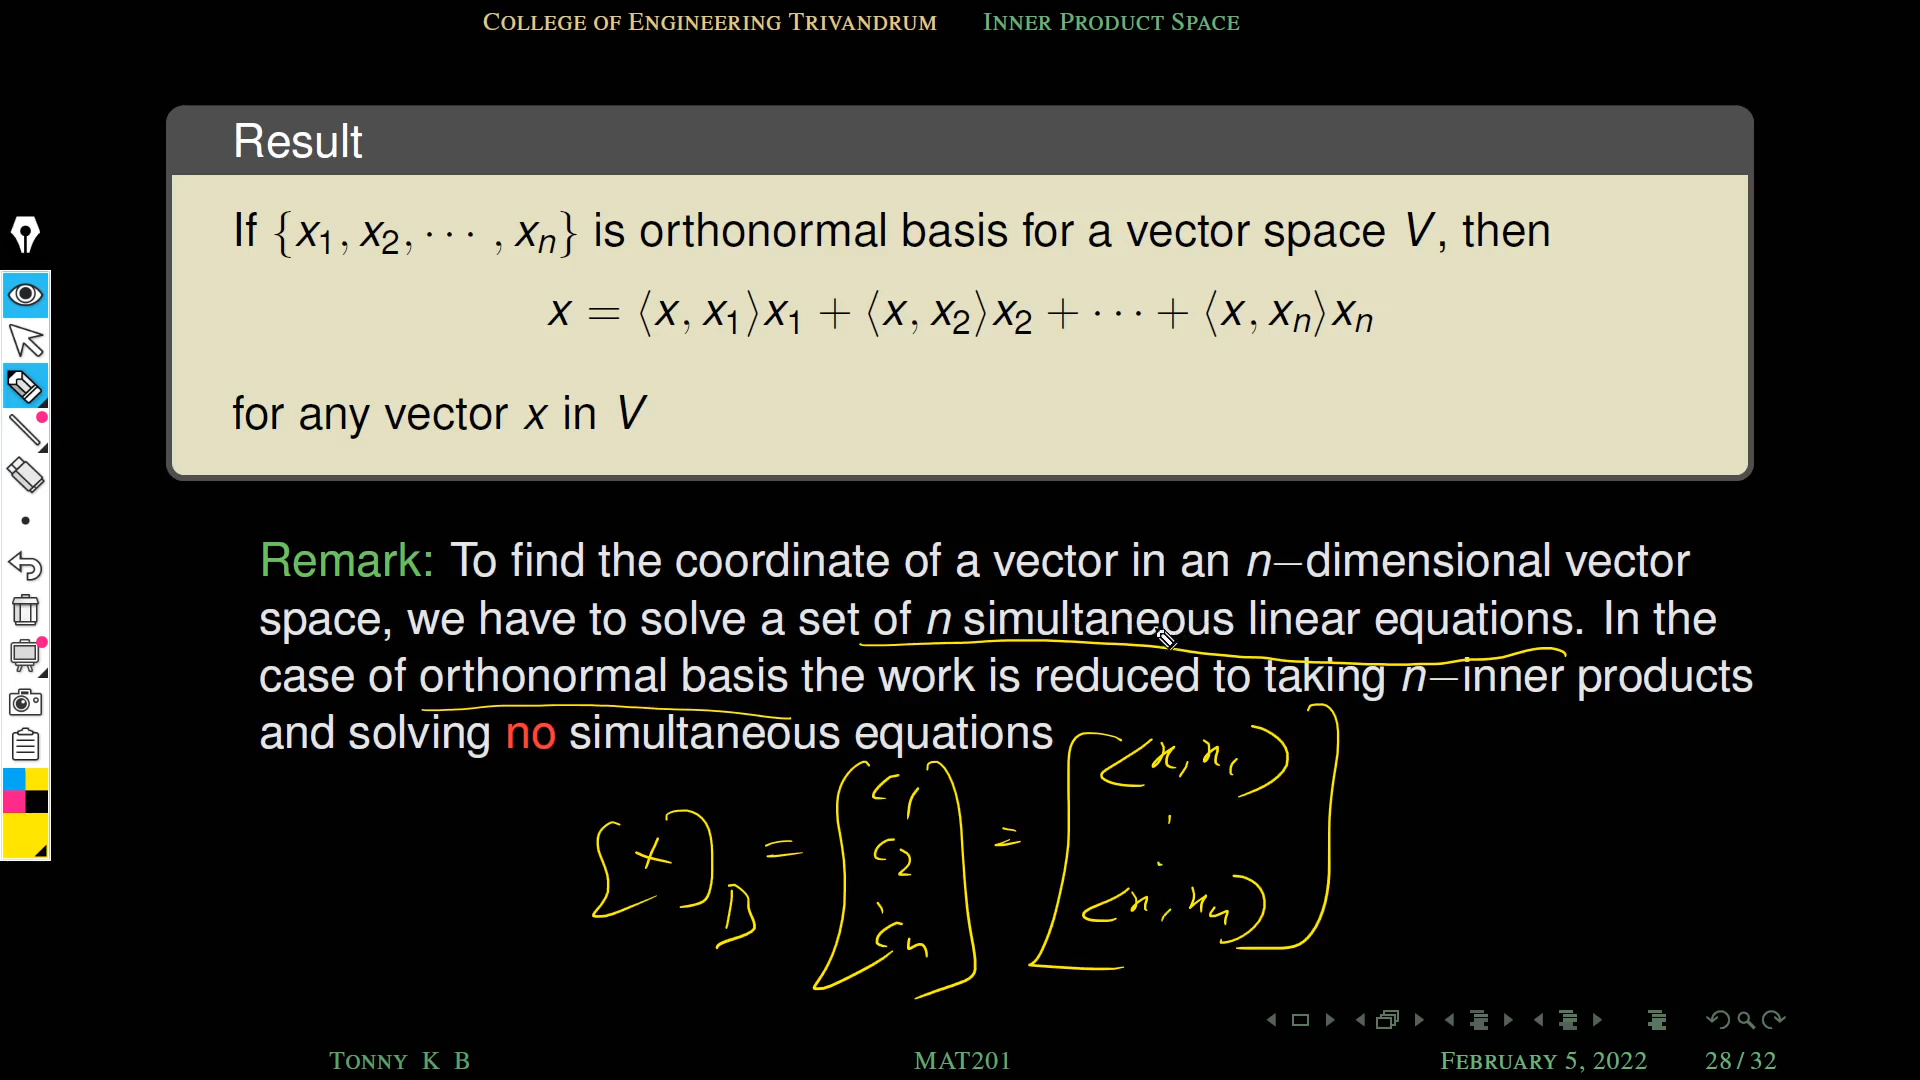 COLLEGE OF ENGINEERING TRIVANDRUM INNER PRODUCT SPACE
Result
If {x₁, x₂, ⋯ , xₙ} is orthonormal basis for a vector space V, then
x = ⟨x, x₁⟩x₁ + ⟨x, x₂⟩x₂ + ⋯ + ⟨x, xₙ⟩xₙ
for any vector x in V
Remark: To find the coordinate of a vector in an n−dimensional vector
space, we have to solve a set of n simultaneous linear equations. In the
case of orthonormal basis the work is reduced to taking n−inner products
and solving no simultaneous equations
[x]_B = [c₁ c₂ ⋮ cₙ] = [<x, x₁> ⋮ <x, xₙ>]
TONNY K B MAT201 FEBRUARY 5, 2022 28 / 32